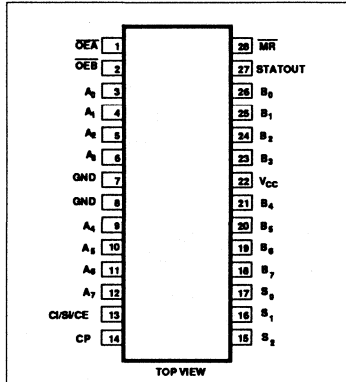 O̅E̅A̅ 1 28 M̅R̅
O̅E̅B̅ 2 27 STATOUT
A₀ 3 26 B₀
A₁ 4 25 B₁
A₂ 5 24 B₂
A₃ 6 23 B₃
GND 7 22 VCC
GND 8 21 B₄
A₄ 9 20 B₅
A₅ 10 19 B₆
A₆ 11 18 B₇
A₇ 12 17 S₀
CI/SI/CE 13 16 S₁
CP 14 15 S₂
TOP VIEW